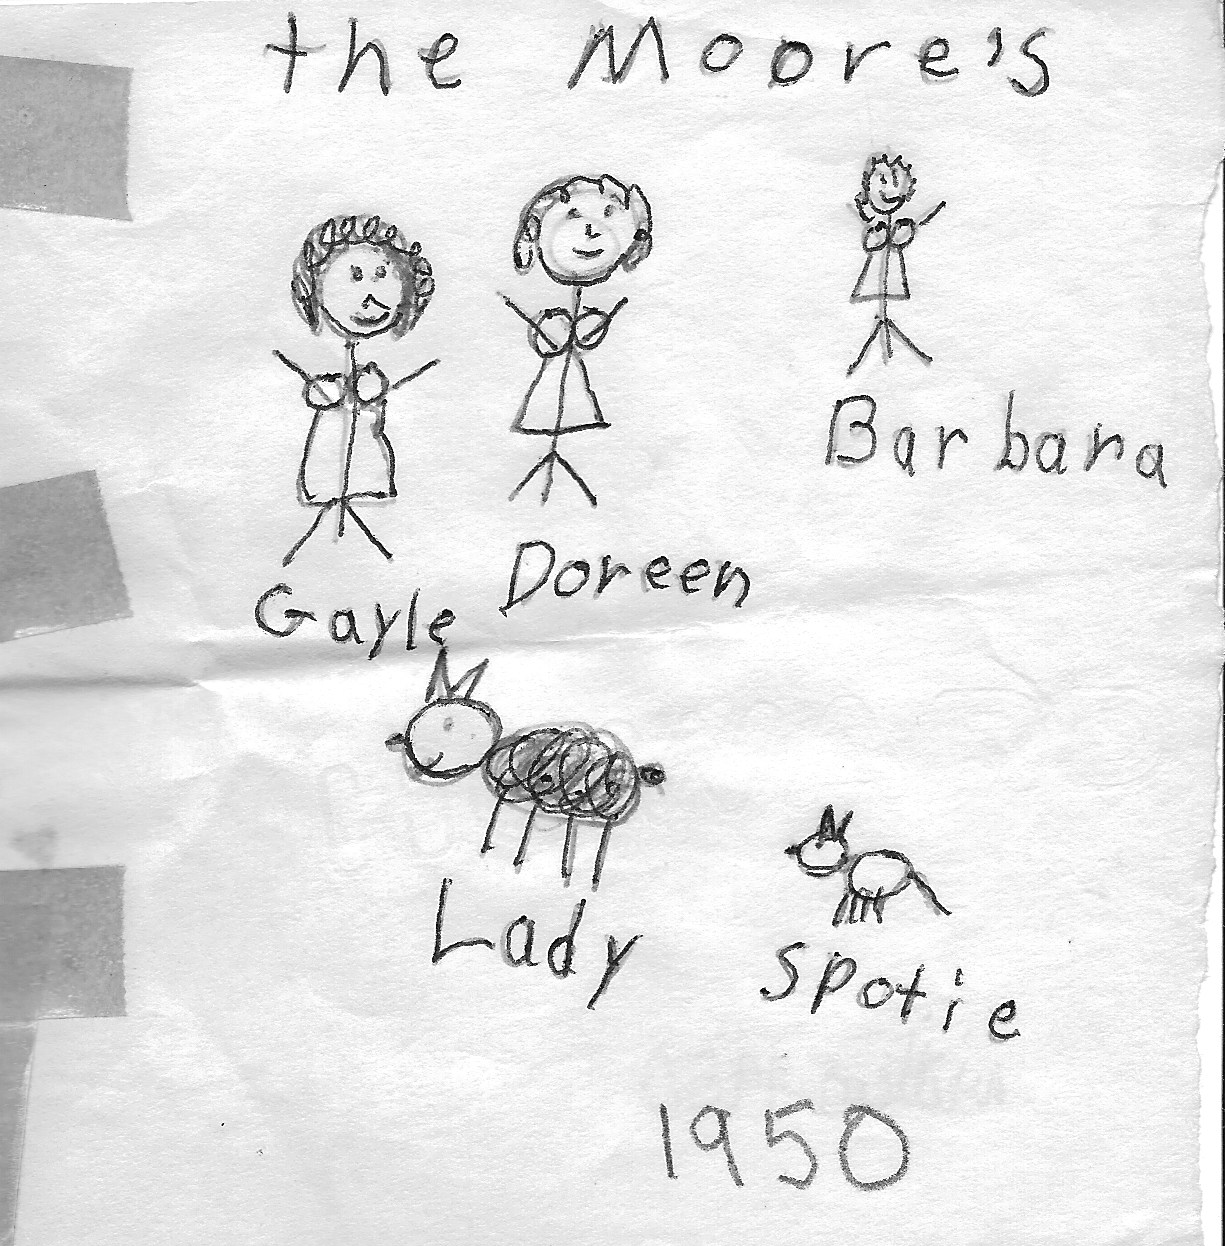 the Moore's
Barbara
Doreen
Gayle
Lady
Spotie
1950